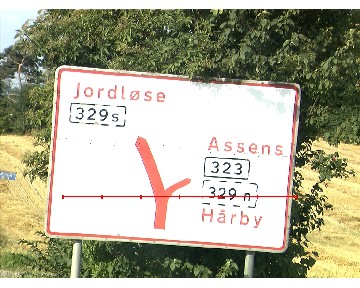 Jordløse
329s
Assens
323
329n
Hårby